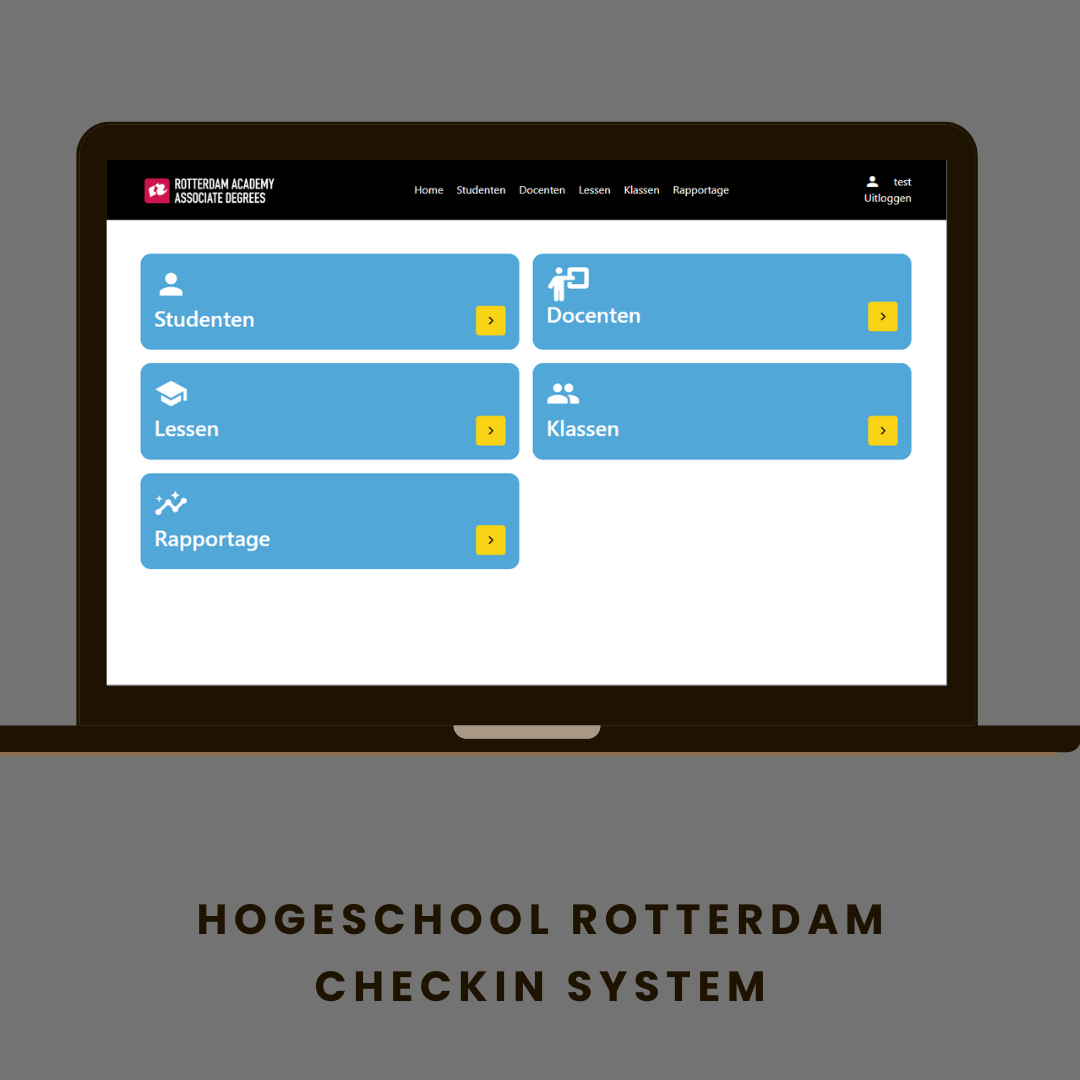 ROTTERDAM ACADEMY
ASSOCIATE DEGREES
Home Studenten Docenten Lessen Klassen Rapportage
test
Uitloggen
Studenten
Docenten
Lessen
Klassen
Rapportage
HOGESCHOOL ROTTERDAM
CHECKIN SYSTEM